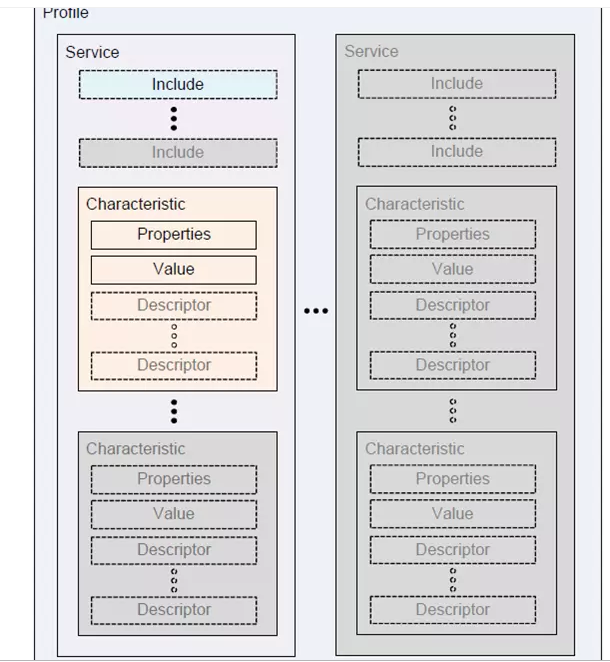 Profile
Service
Include
Include
Characteristic
Properties
Value
Descriptor
Descriptor
Characteristic
Properties
Value
Descriptor
Descriptor
Service
Include
Include
Characteristic
Properties
Value
Descriptor
Descriptor
Characteristic
Properties
Value
Descriptor
Descriptor